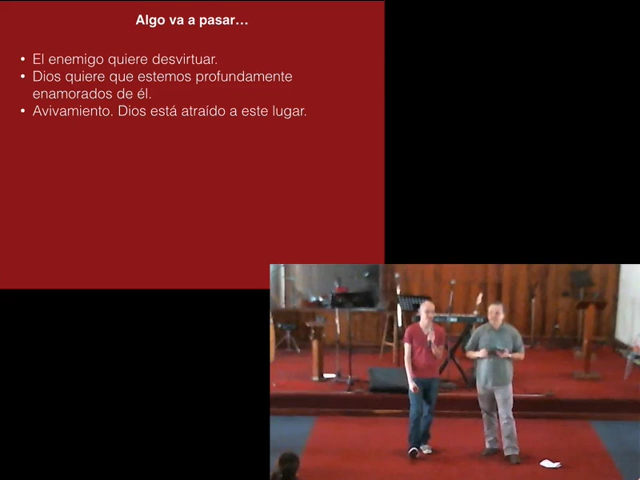 Algo va a pasar…
• El enemigo quiere desvirtuar.
• Dios quiere que estemos profundamente
enamorados de él.
• Avivamiento. Dios está atraído a este lugar.